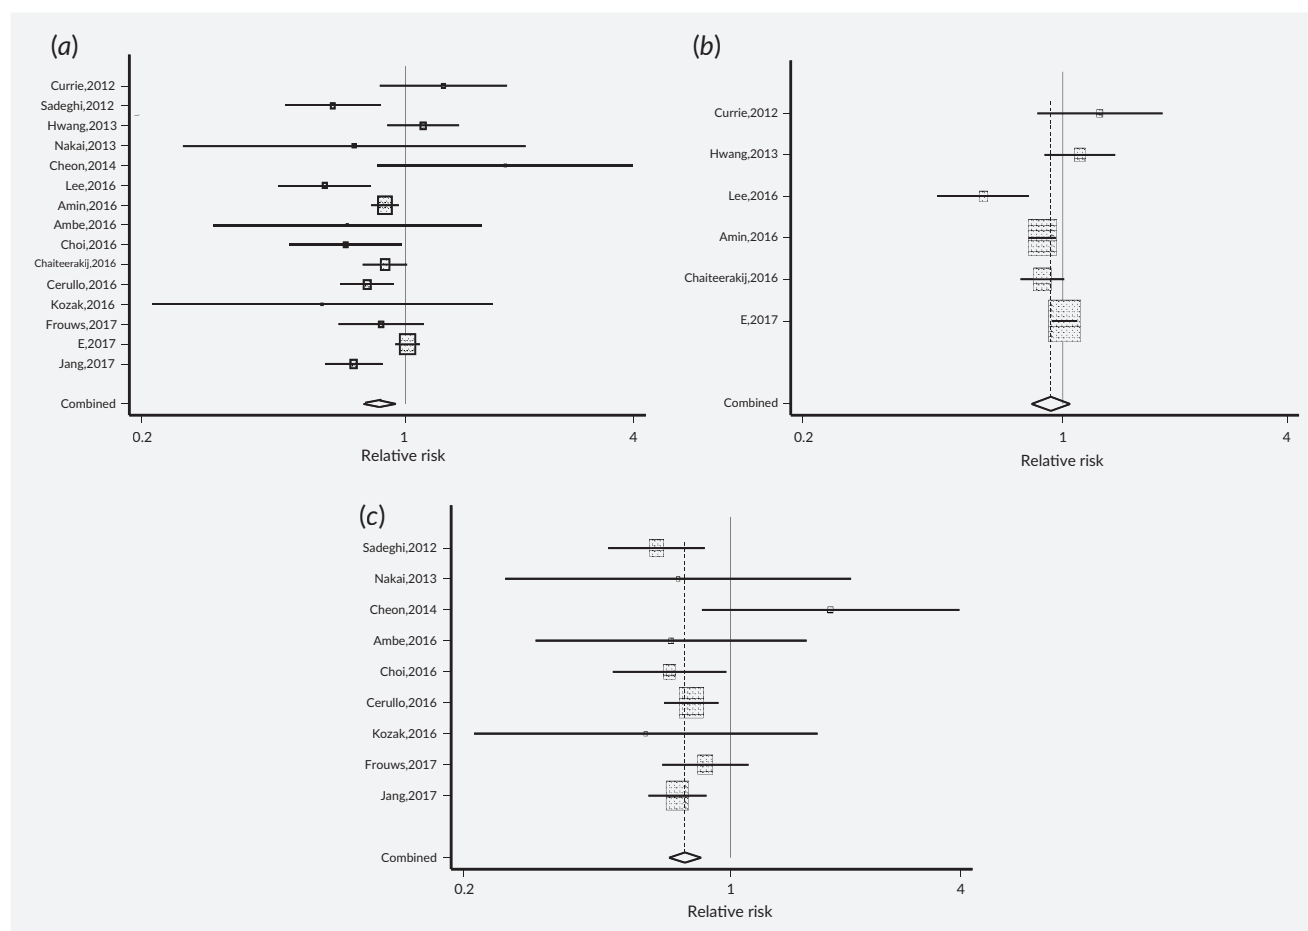 (a)
Currie,2012
Sadeghi,2012
Hwang,2013
Nakai,2013
Cheon,2014
Lee,2016
Amin,2016
Ambe,2016
Choi,2016
Chaiteerakij,2016
Cerullo,2016
Kozak,2016
Frouws,2017
E,2017
Jang,2017
Combined
0.2 1 4
Relative risk
(b)
Currie,2012
Hwang,2013
Lee,2016
Amin,2016
Chaiteerakij,2016
E,2017
Combined
0.2 1 4
Relative risk
(c)
Sadeghi,2012
Nakai,2013
Cheon,2014
Ambe,2016
Choi,2016
Cerullo,2016
Kozak,2016
Frouws,2017
Jang,2017
Combined
0.2 1 4
Relative risk